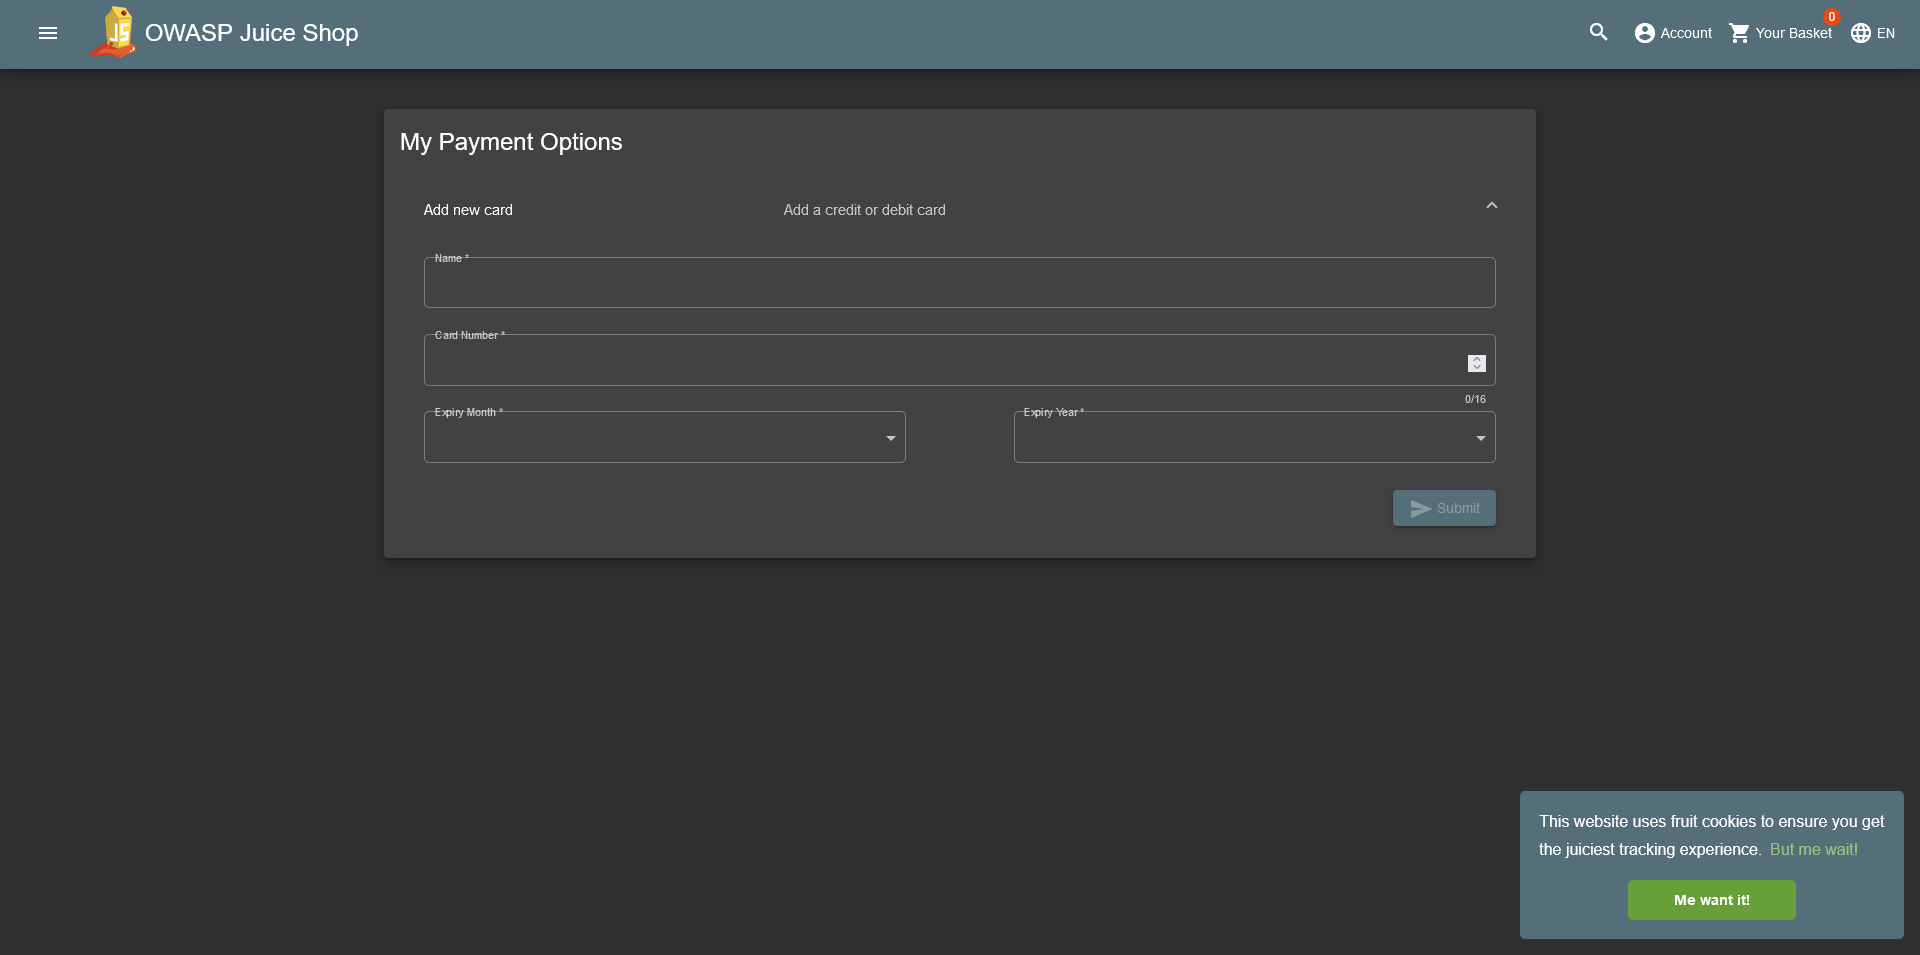 JS
OWASP Juice Shop
Account
0
Your Basket
EN
My Payment Options
Add new card
Add a credit or debit card
Name *
Card Number *
0/16
Expiry Month *
Expiry Year *
Submit
This website uses fruit cookies to ensure you get
the juiciest tracking experience. But me wait!
Me want it!